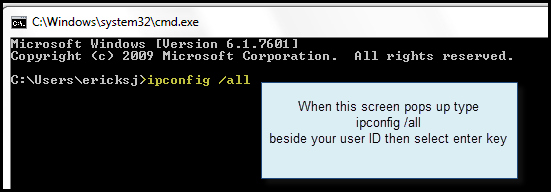 C:\Windows\system32\cmd.exe
Microsoft Windows [Version 6.1.7601]
Copyright (c) 2009 Microsoft Corporation.  All rights reserved.
C:\Users\ericksj>ipconfig /all
When this screen pops up type
ipconfig /all
beside your user ID then select enter key